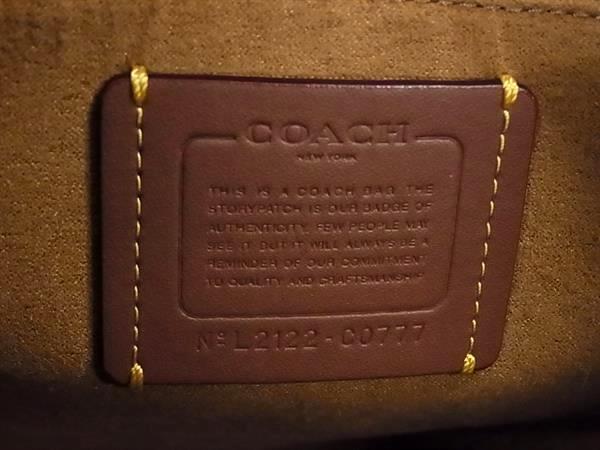 COACH
NEW YORK
THIS IS A COACH BAG. THE
STORYPATCH IS OUR BADGE OF
AUTHENTICITY. FEW PEOPLE MAY
SEE IT BUT IT WILL ALWAYS BE A
REMINDER OF OUR COMMITMENT
TO QUALITY AND CRAFTSMANSHIP
Nº L2122-C0777